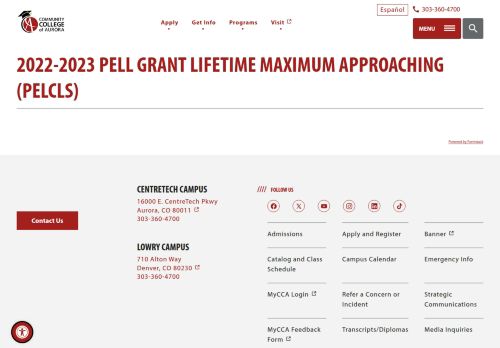 COMMUNITY
COLLEGE
of AURORA
Apply
Get Info
Programs
Visit
Español
303-360-4700
MENU
2022-2023 PELL GRANT LIFETIME MAXIMUM APPROACHING
(PELCLS)
Powered by Formstack
Contact Us
CENTRETECH CAMPUS
16000 E. CentreTech Pkwy
Aurora, CO 80011
303-360-4700
LOWRY CAMPUS
710 Alton Way
Denver, CO 80230
303-360-4700
//// FOLLOW US
Admissions
Apply and Register
Banner
Catalog and Class
Schedule
Campus Calendar
Emergency Info
MyCCA Login
Refer a Concern or
Incident
Strategic
Communications
MyCCA Feedback
Form
Transcripts/Diplomas
Media Inquiries